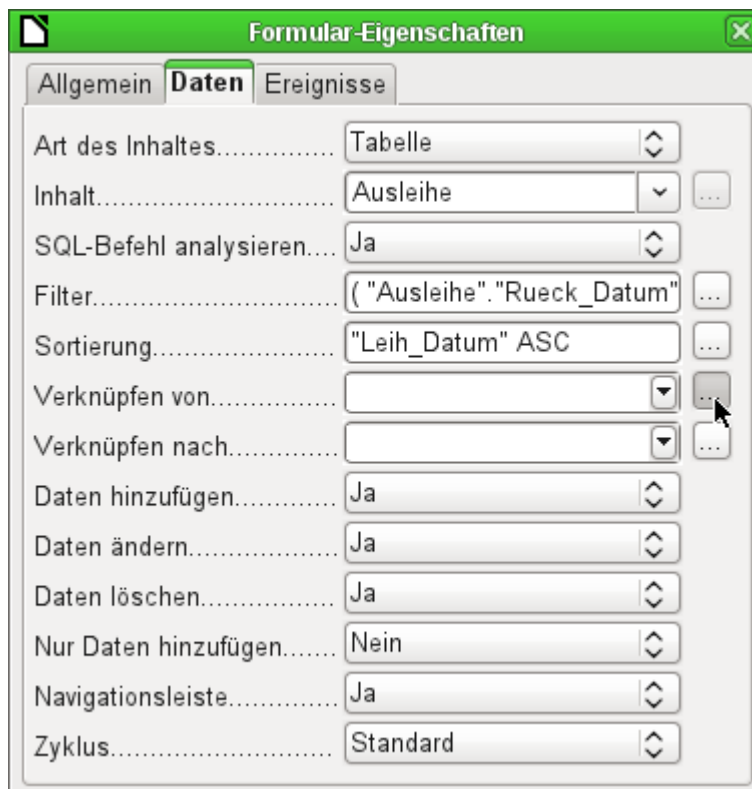 Formular-Eigenschaften
Allgemein Daten Ereignisse
Art des Inhaltes............... Tabelle
Inhalt.............................. Ausleihe ...
SQL-Befehl analysieren.... Ja
Filter............................... ( "Ausleihe"."Rueck_Datum" ...
Sortierung....................... "Leih_Datum" ASC ...
Verknüpfen von................ ...
Verknüpfen nach.............. ...
Daten hinzufügen............. Ja
Daten ändern................... Ja
Daten löschen.................. Ja
Nur Daten hinzufügen....... Nein
Navigationsleiste.............. Ja
Zyklus............................. Standard